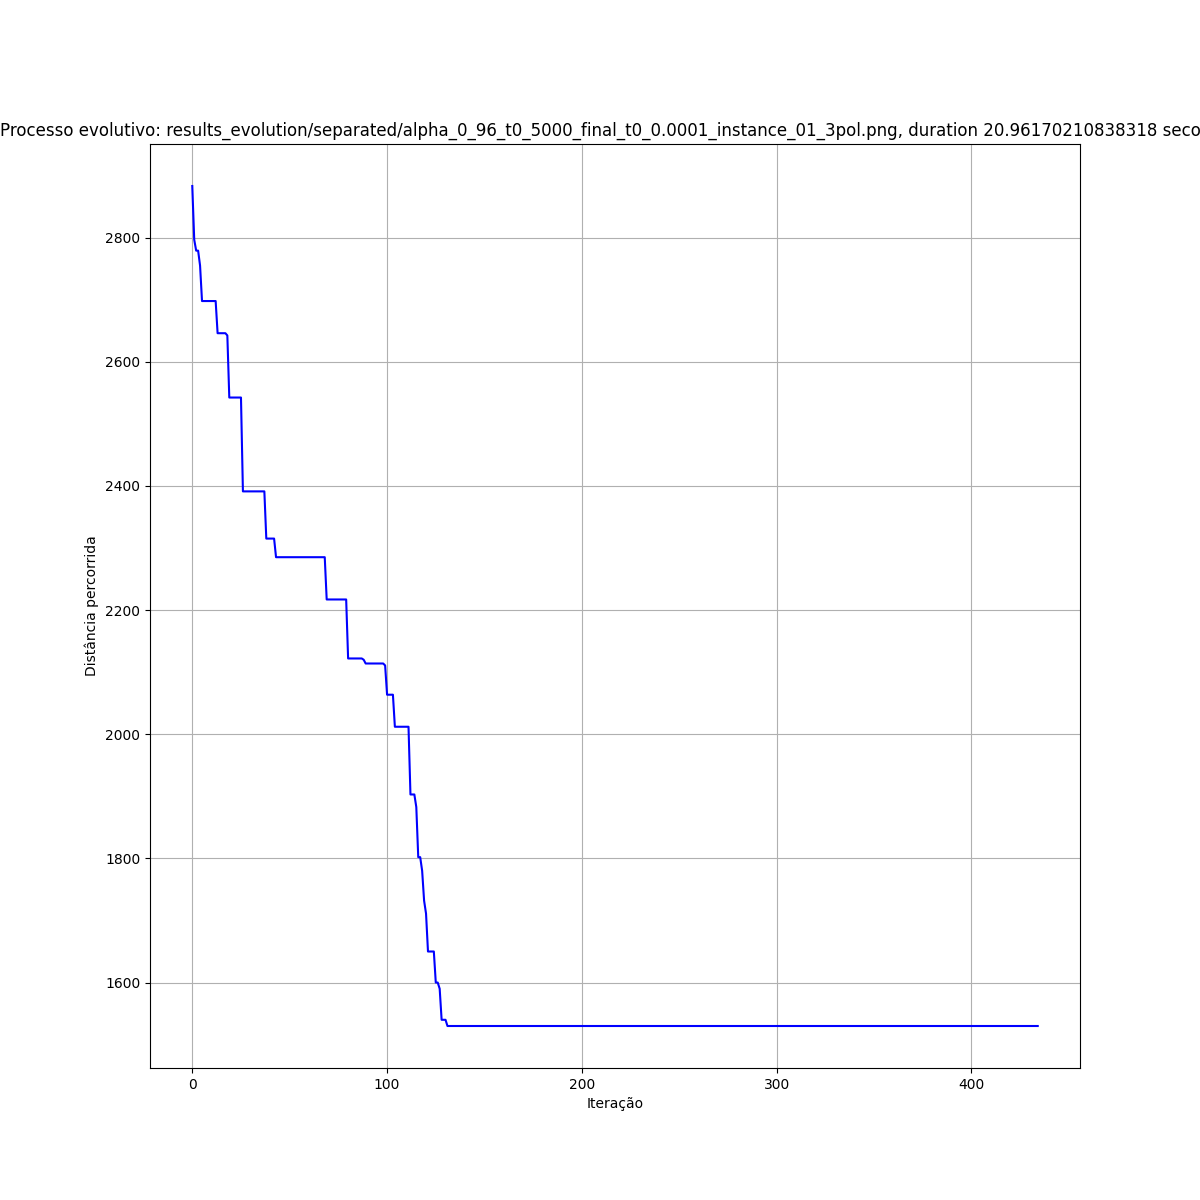 Processo evolutivo: results_evolution/separated/alpha_0_96_t0_5000_final_t0_0.0001_instance_01_3pol.png, duration 20.96170210838318 seco
2800
2600
2400
2200
2000
1800
1600
Distância percorrida
0 100 200 300 400
Iteração